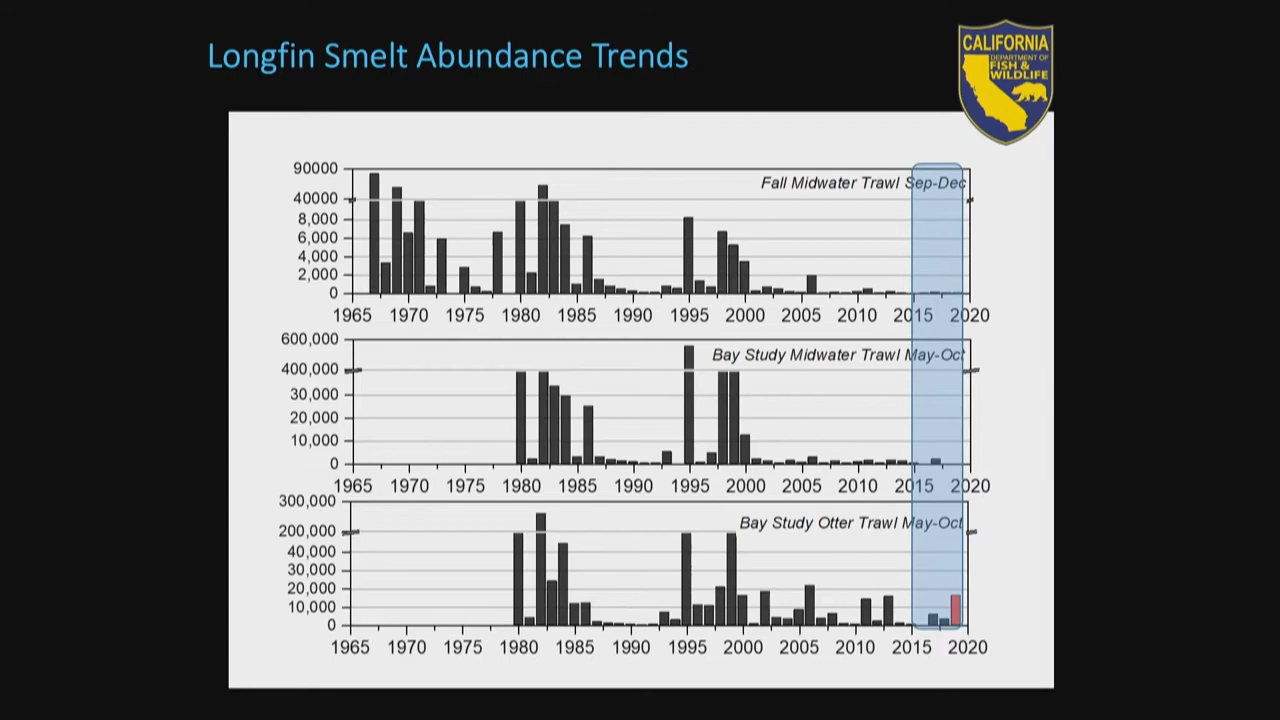 Longfin Smelt Abundance Trends
CALIFORNIA
DEPARTMENT OF
FISH &
WILDLIFE
90000
Fall Midwater Trawl Sep-Dec
40000
8,000
6,000
4,000
2,000
0
1965 1970 1975 1980 1985 1990 1995 2000 2005 2010 2015 2020
600,000
Bay Study Midwater Trawl May-Oct
400,000
30,000
20,000
10,000
0
1965 1970 1975 1980 1985 1990 1995 2000 2005 2010 2015 2020
300,000
Bay Study Otter Trawl May-Oct
200,000
40,000
30,000
20,000
10,000
0
1965 1970 1975 1980 1985 1990 1995 2000 2005 2010 2015 2020